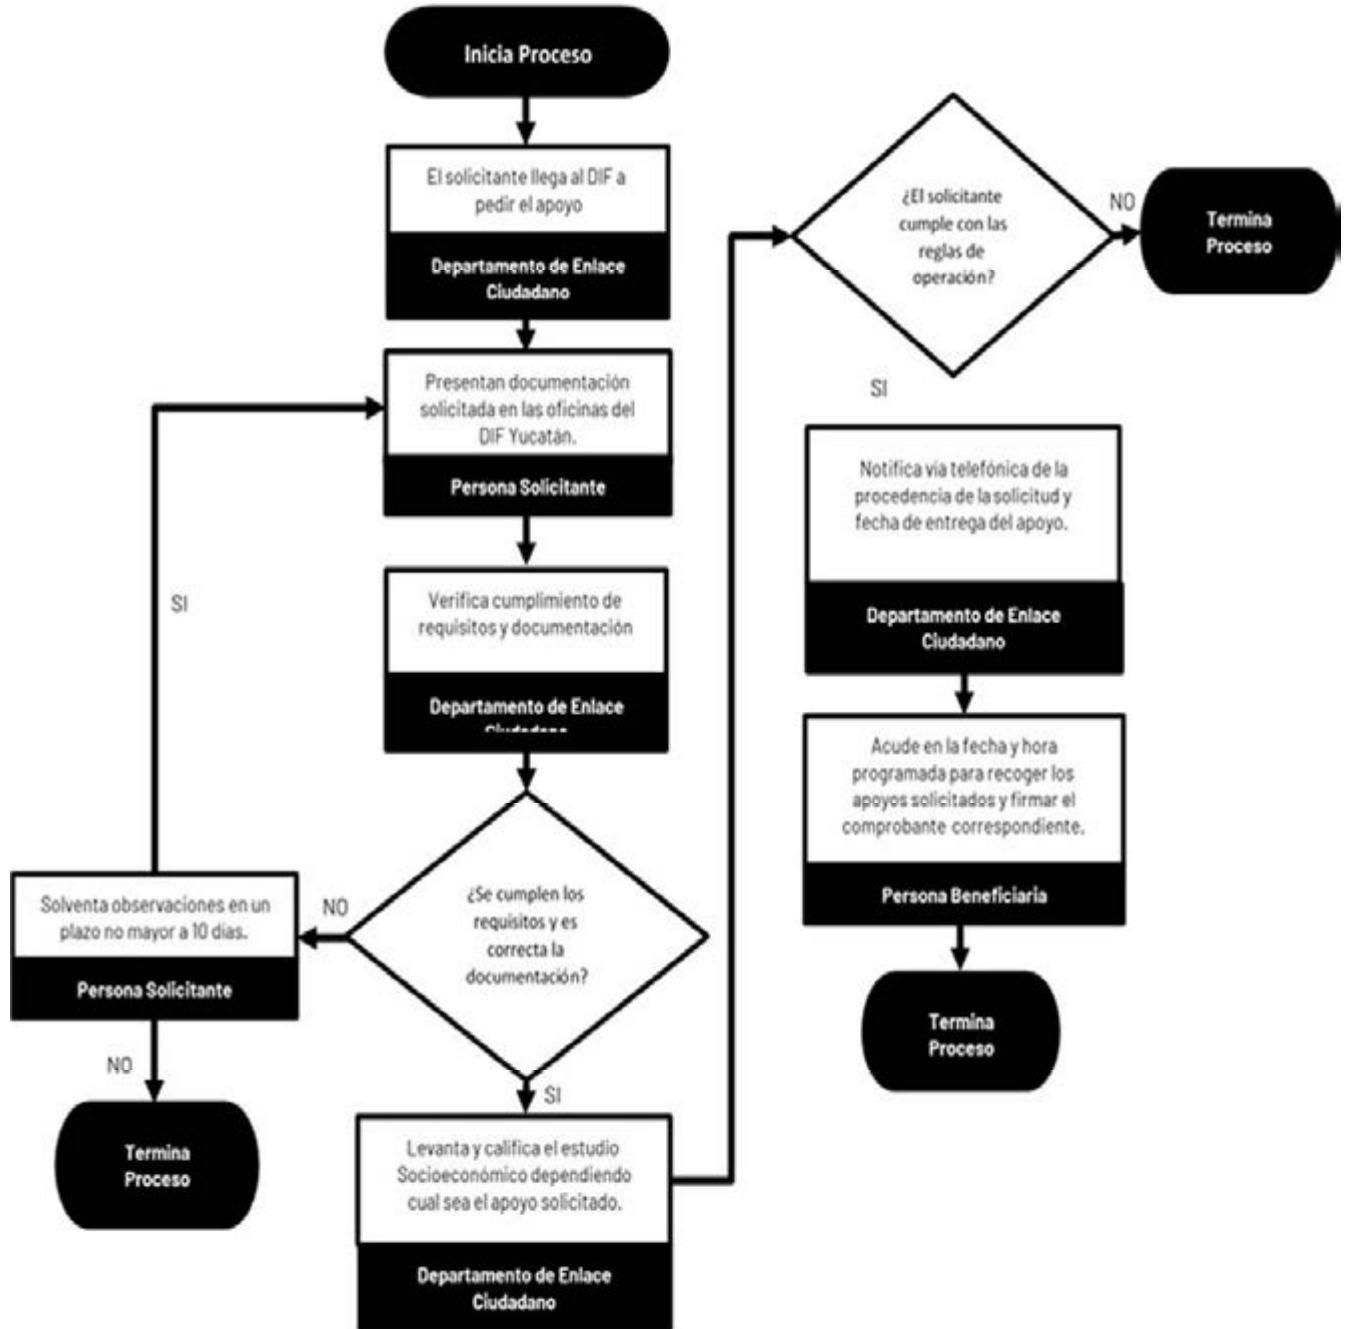 Inicia Proceso
El solicitante llega al DIF a
pedir el apoyo
Departamento de Enlace
Ciudadano
Presentan documentación
solicitada en las oficinas del
DIF Yucatán.
Persona Solicitante
SI
Verifica cumplimiento de
requisitos y documentación
Departamento de Enlace
Ciudadano
¿Se cumplen los
requisitos y es
correcta la
documentación?
NO
Solventa observaciones en un
plazo no mayor a 10 días.
Persona Solicitante
NO
Termina
Proceso
SI
Levanta y califica el estudio
Socioeconómico dependiendo
cual sea el apoyo solicitado.
Departamento de Enlace
Ciudadano
¿El solicitante
cumple con las
reglas de
operación?
NO
Termina
Proceso
SI
Notifica vía telefónica de la
procedencia de la solicitud y
fecha de entrega del apoyo.
Departamento de Enlace
Ciudadano
Acude en la fecha y hora
programada para recoger los
apoyos solicitados y firmar el
comprobante correspondiente.
Persona Beneficiaria
Termina
Proceso